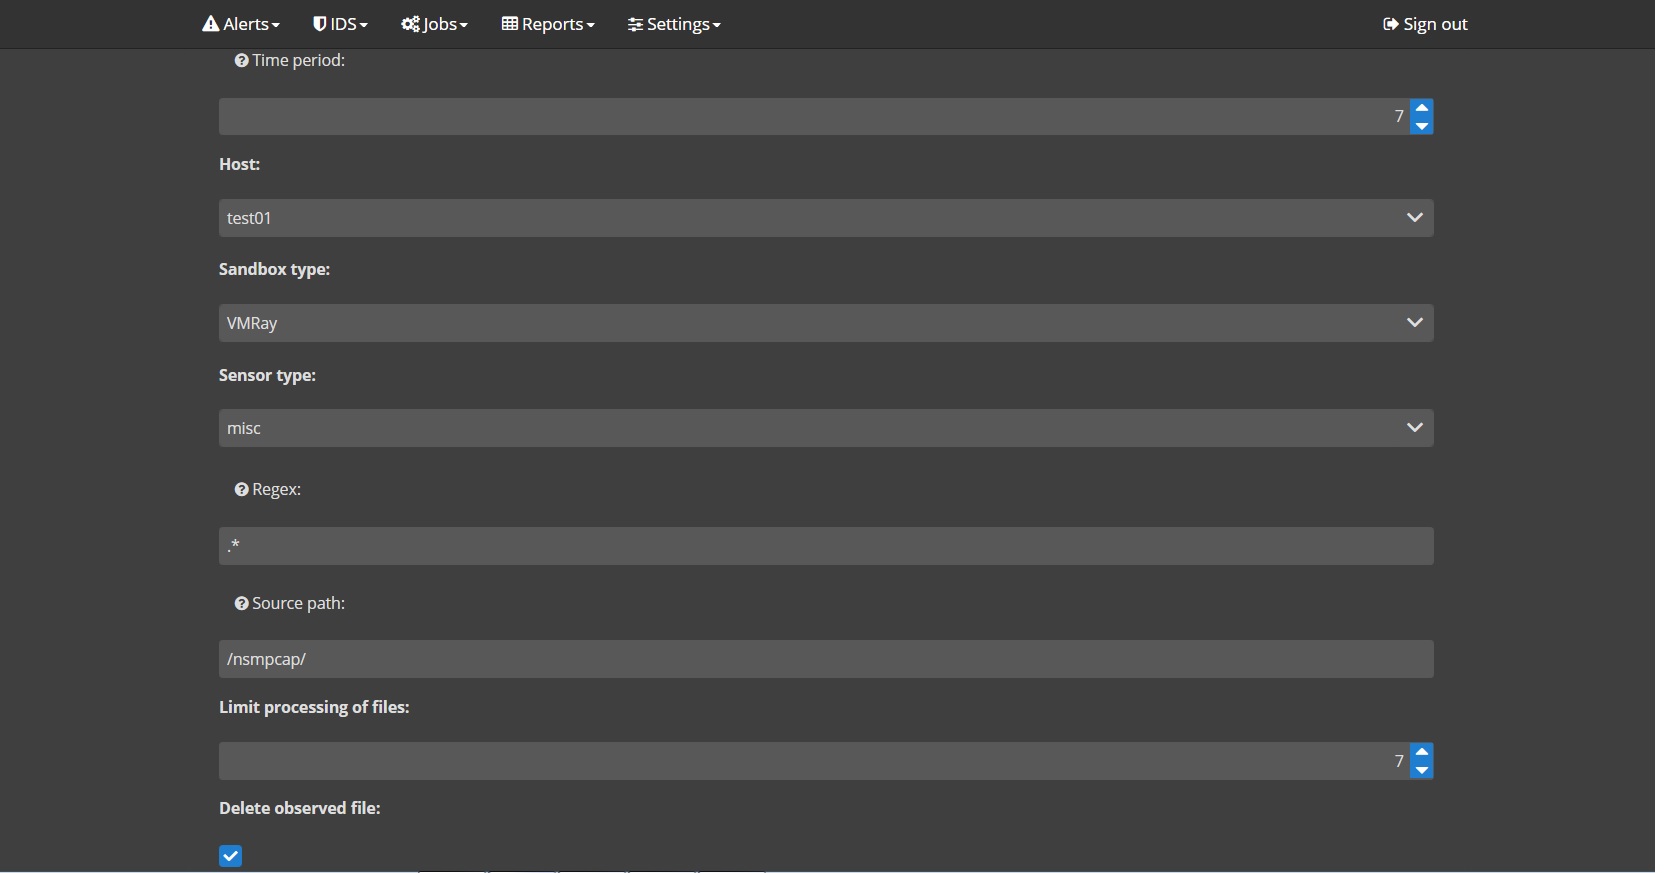 Alerts IDS Jobs Reports Settings Sign out
Time period:
7
Host:
test01
Sandbox type:
VMRay
Sensor type:
misc
Regex:
.*
Source path:
/nsmpcap/
Limit processing of files:
7
Delete observed file: